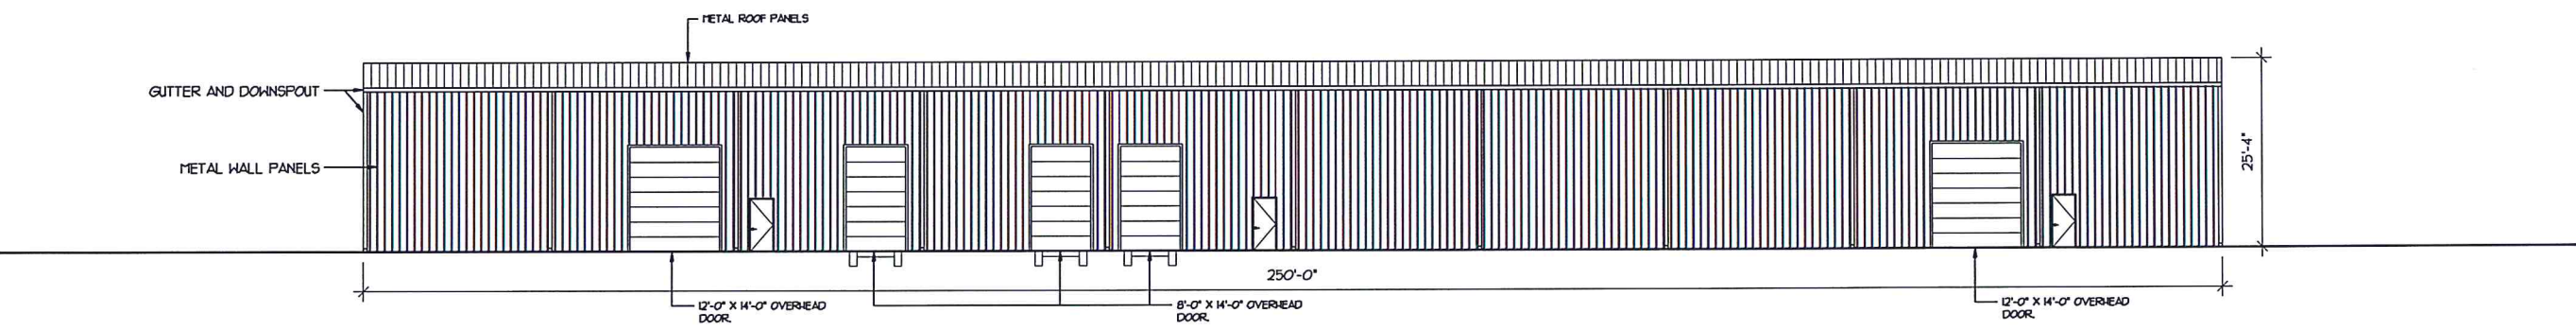 METAL ROOF PANELS
GUTTER AND DOWNSPOUT
METAL WALL PANELS
25'-4"
250'-0"
12'-0" X 14'-0" OVERHEAD
DOOR.
8'-0" X 14'-0" OVERHEAD
DOOR.
12'-0" X 14'-0" OVERHEAD
DOOR.